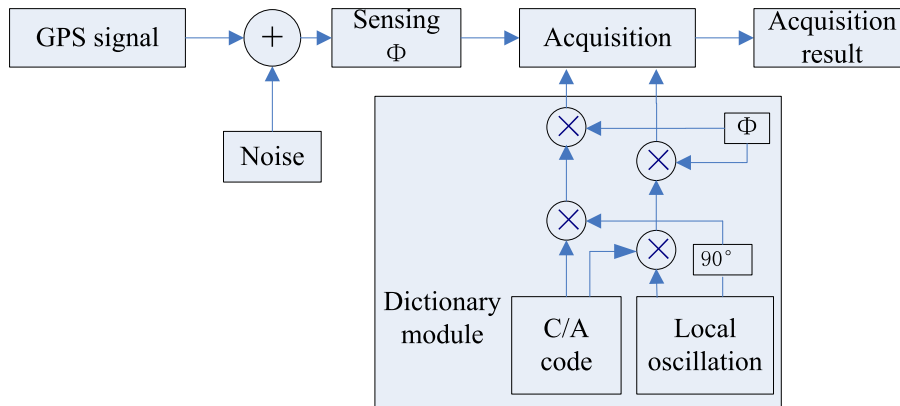 GPS signal
+
Sensing
Φ
Acquisition
Acquisition
result
Noise
Φ
90°
Dictionary
module
C/A
code
Local
oscillation